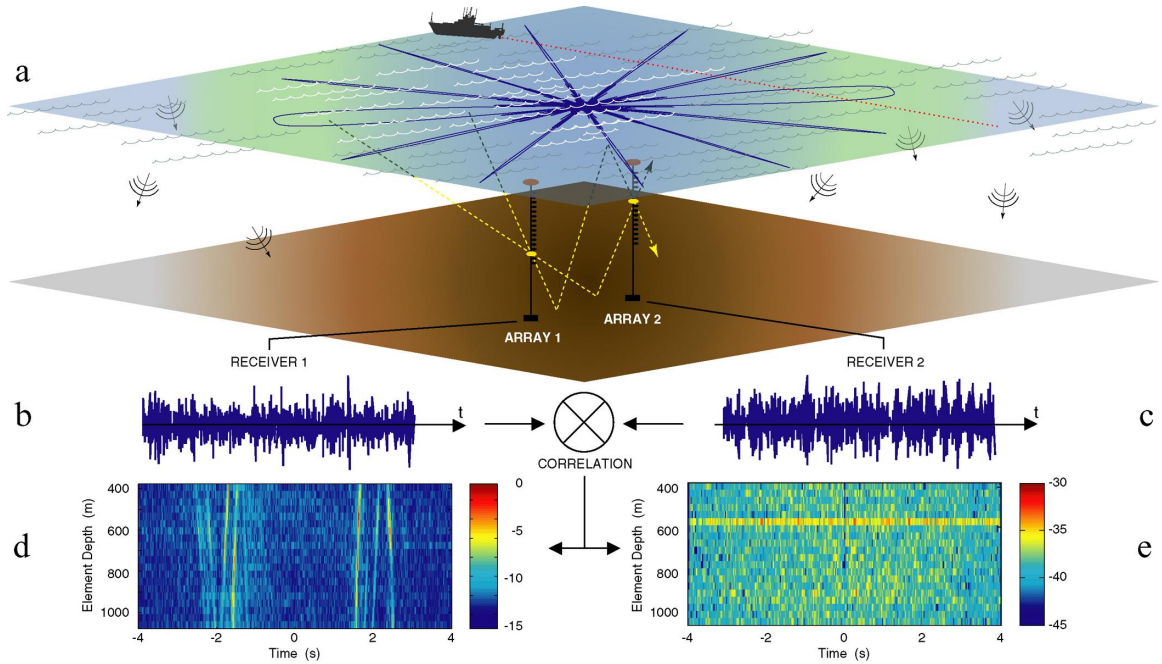 a
ARRAY 1
ARRAY 2
RECEIVER 1
RECEIVER 2
b
t
t
c
CORRELATION
d
Element Depth (m)
400
600
800
1000
-4
-2
0
2
4
Time (s)
0
-5
-10
-15
Element Depth (m)
400
600
800
1000
-4
-2
0
2
4
Time (s)
-30
-35
-40
-45
e